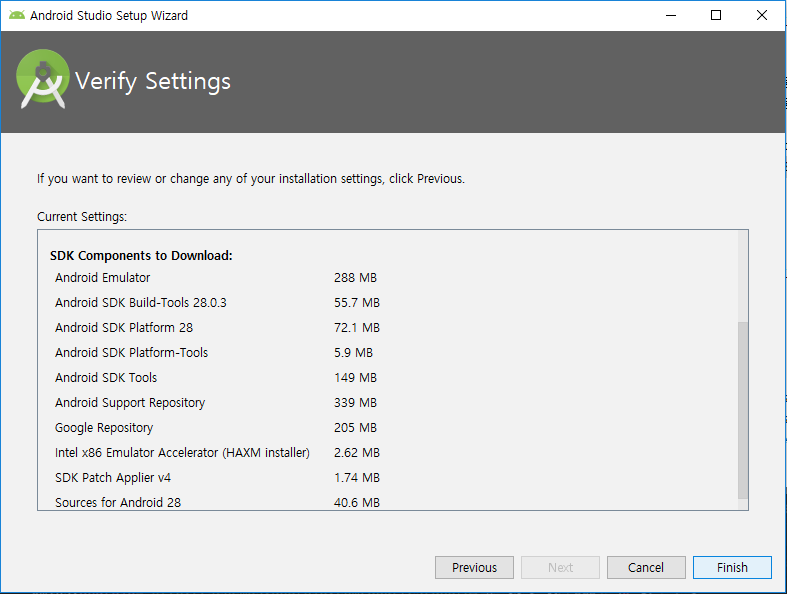 Android Studio Setup Wizard
Verify Settings
If you want to review or change any of your installation settings, click Previous.
Current Settings:
SDK Components to Download:
Android Emulator 288 MB
Android SDK Build-Tools 28.0.3 55.7 MB
Android SDK Platform 28 72.1 MB
Android SDK Platform-Tools 5.9 MB
Android SDK Tools 149 MB
Android Support Repository 339 MB
Google Repository 205 MB
Intel x86 Emulator Accelerator (HAXM installer) 2.62 MB
SDK Patch Applier v4 1.74 MB
Sources for Android 28 40.6 MB
Previous Next Cancel Finish